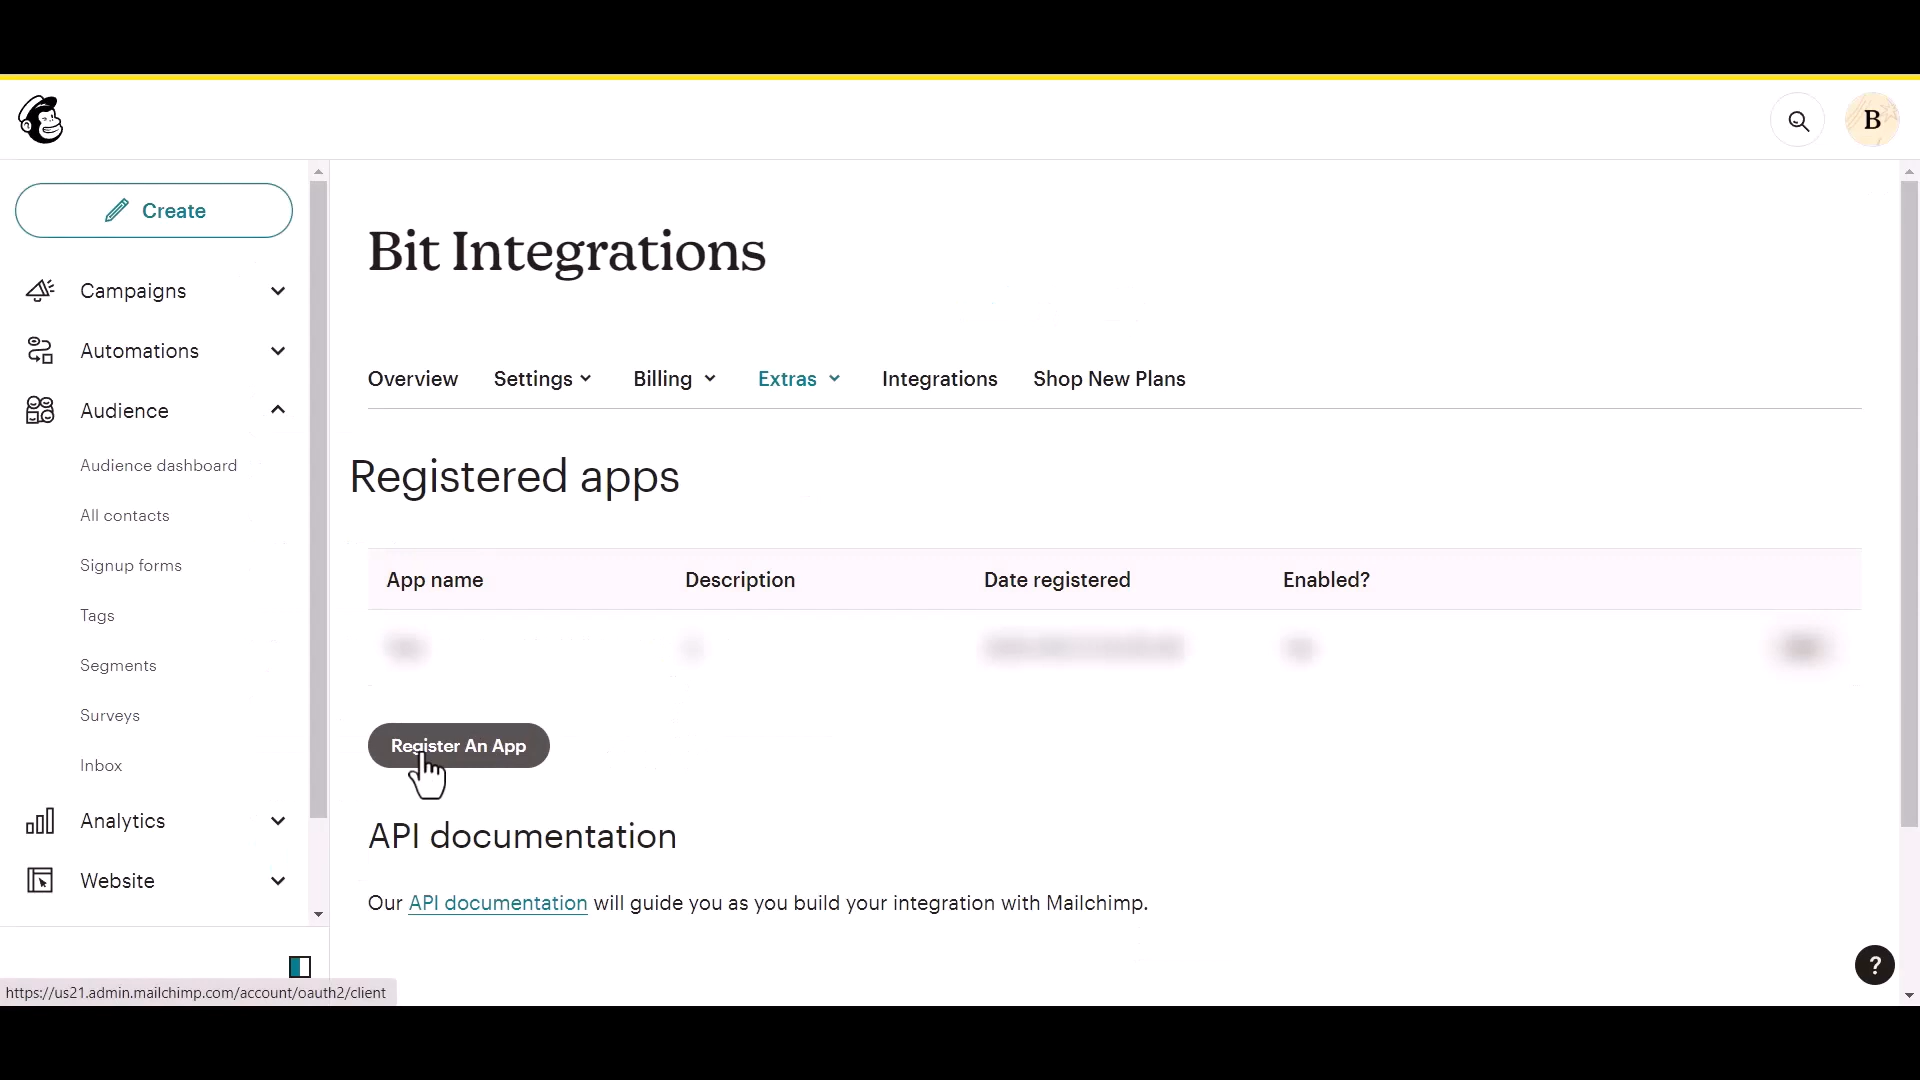 B
Create
Campaigns
Automations
Audience
Audience dashboard
All contacts
Signup forms
Tags
Segments
Surveys
Inbox
Analytics
Website
Bit Integrations
Overview Settings Billing Extras Integrations Shop New Plans
Registered apps
App name Description Date registered Enabled?
Register An App
API documentation
Our API documentation will guide you as you build your integration with Mailchimp.
?
https://us21.admin.mailchimp.com/account/oauth2/client